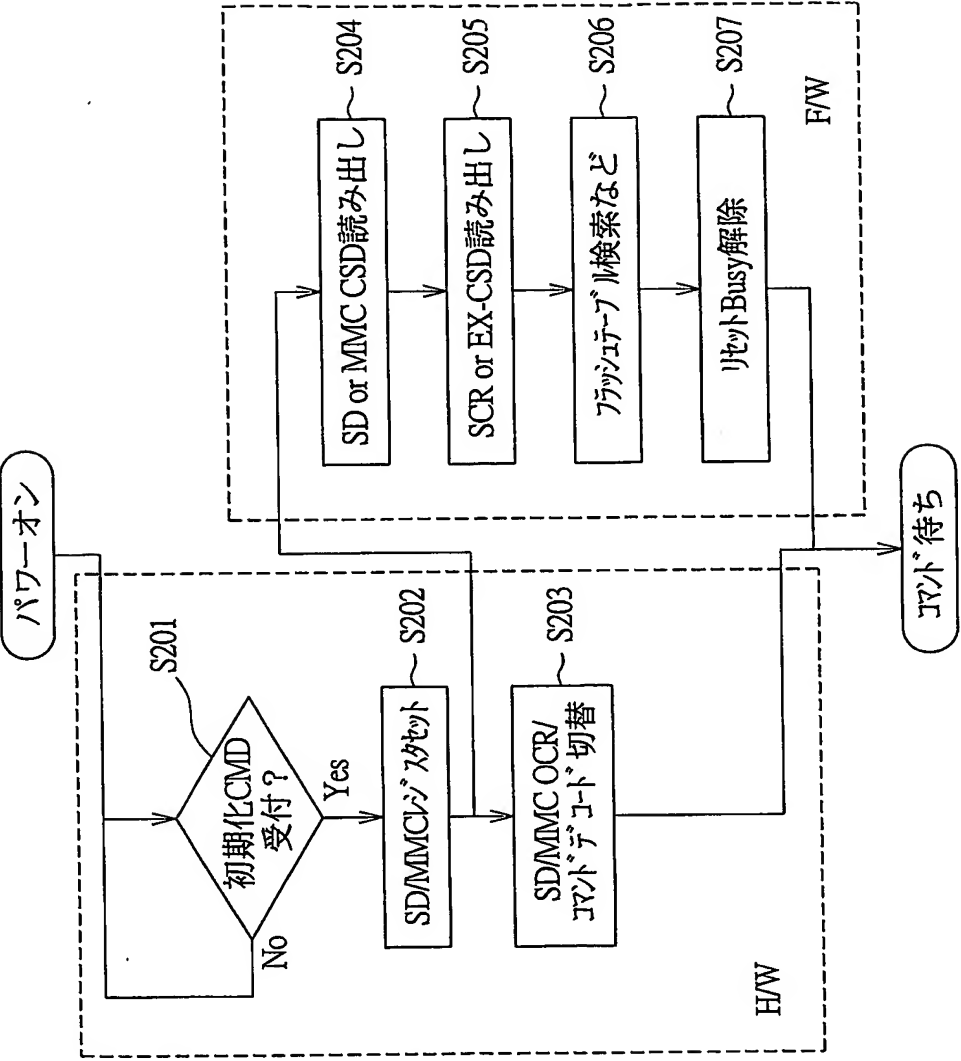 パワーオン
S201
初期化CMD
受付？
No
Yes
SD/MMCレジスタセット
S202
SD/MMC OCR/
コマンドデコード切替
S203
H/W
SD or MMC CSD読み出し
S204
SCR or EX-CSD読み出し
S205
フラッシュテーブル検索など
S206
リセットBusy解除
S207
F/W
コマンド待ち